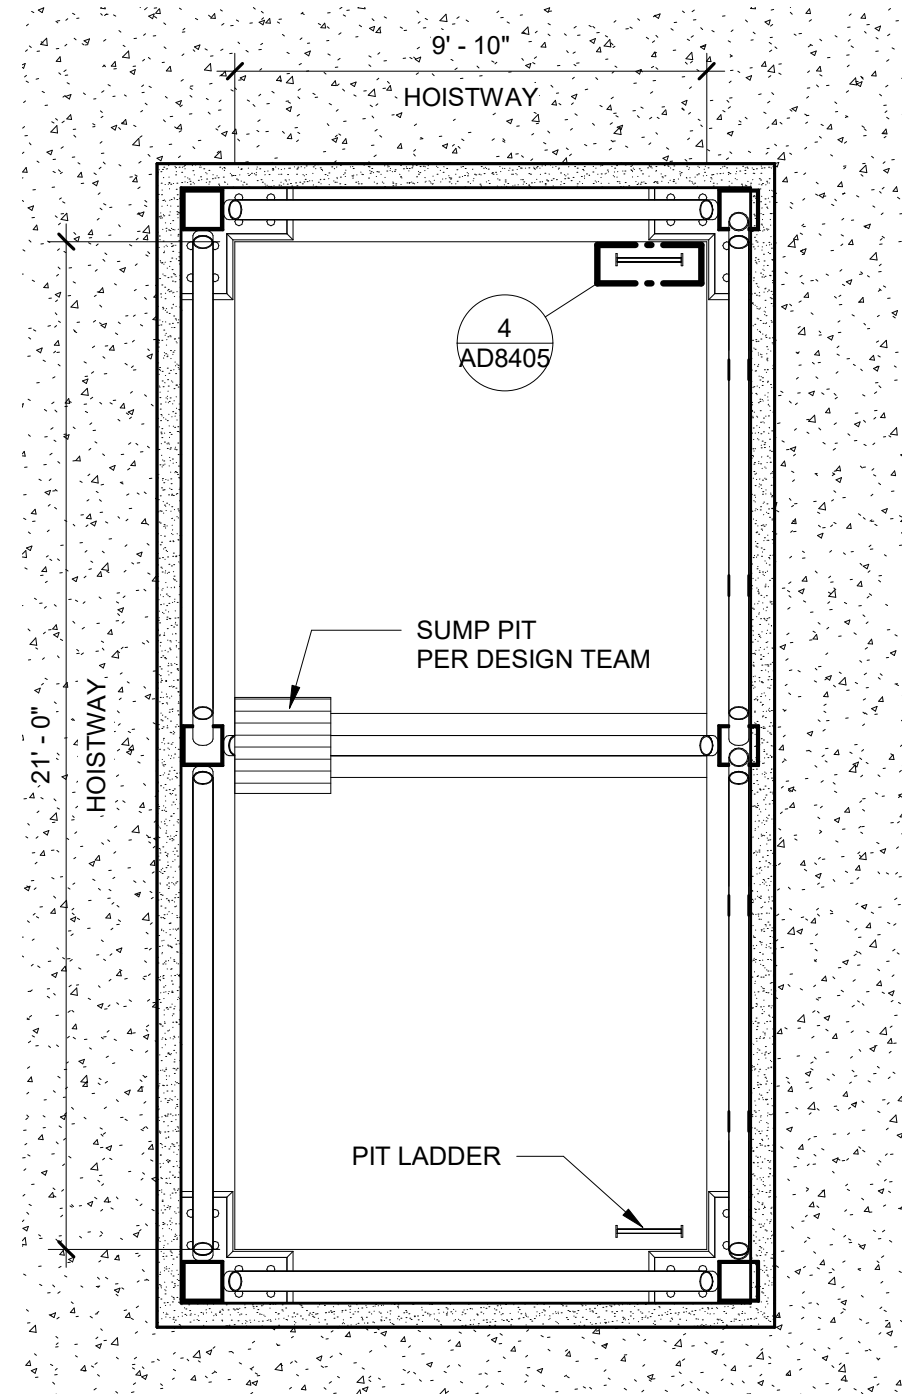 9' - 10"
HOISTWAY
4
AD8405
SUMP PIT
PER DESIGN TEAM
21' - 0"
HOISTWAY
PIT LADDER